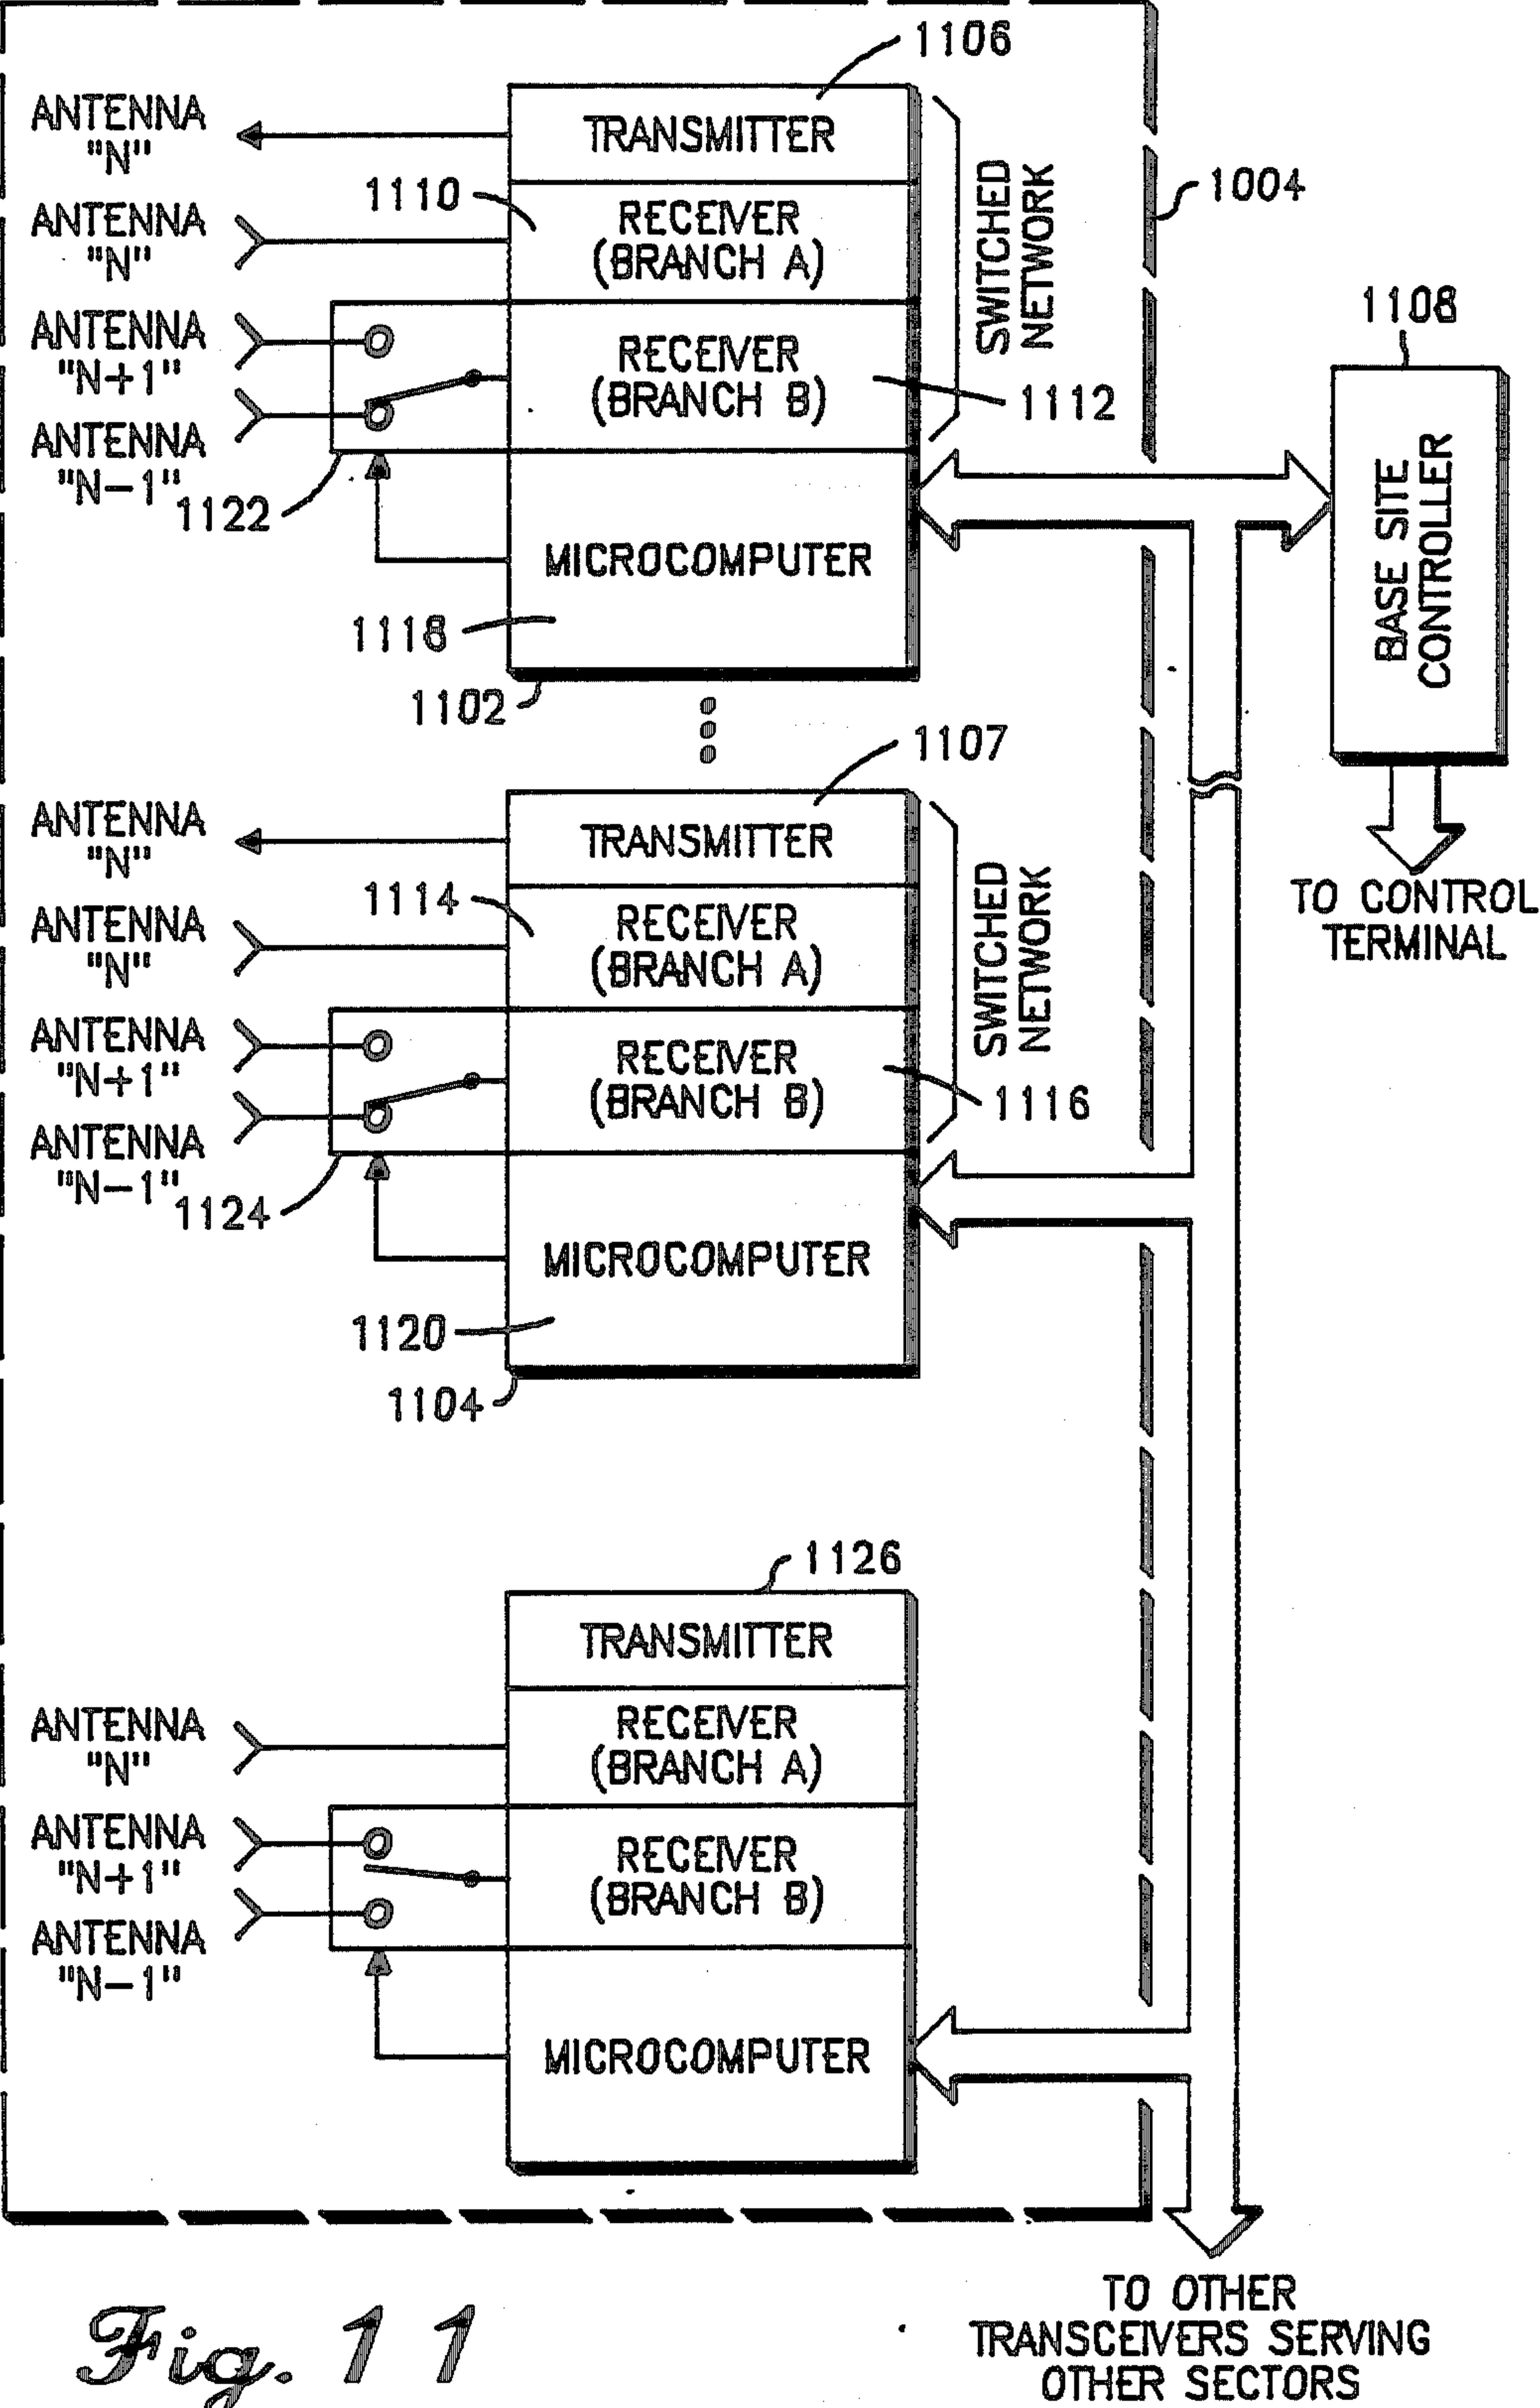 1106
ANTENNA
"N"
TRANSMITTER
1110
1004
ANTENNA
"N"
RECEIVER
(BRANCH A)
SWITCHED
NETWORK
1108
ANTENNA
"N+1"
RECEIVER
(BRANCH B)
1112
ANTENNA
"N-1"
1122
BASE SITE
CONTROLLER
MICROCOMPUTER
1118
1102
1107
ANTENNA
"N"
TRANSMITTER
1114
TO CONTROL
TERMINAL
ANTENNA
"N"
RECEIVER
(BRANCH A)
SWITCHED
NETWORK
ANTENNA
"N+1"
RECEIVER
(BRANCH B)
1116
ANTENNA
"N-1"
1124
MICROCOMPUTER
1120
1104
1126
TRANSMITTER
ANTENNA
"N"
RECEIVER
(BRANCH A)
ANTENNA
"N+1"
RECEIVER
(BRANCH B)
ANTENNA
"N-1"
MICROCOMPUTER
TO OTHER
TRANSCEIVERS SERVING
OTHER SECTORS
Fig. 11